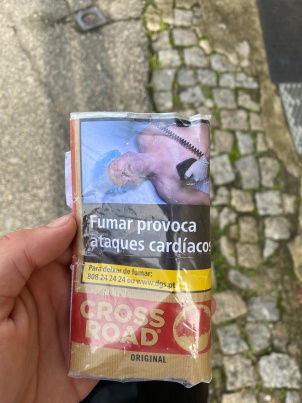 Fumar provoca
ataques cardíacos
Para deixar de fumar:
808 24 24 24 ou www.dgs.pt
CROSS
ROAD
ORIGINAL